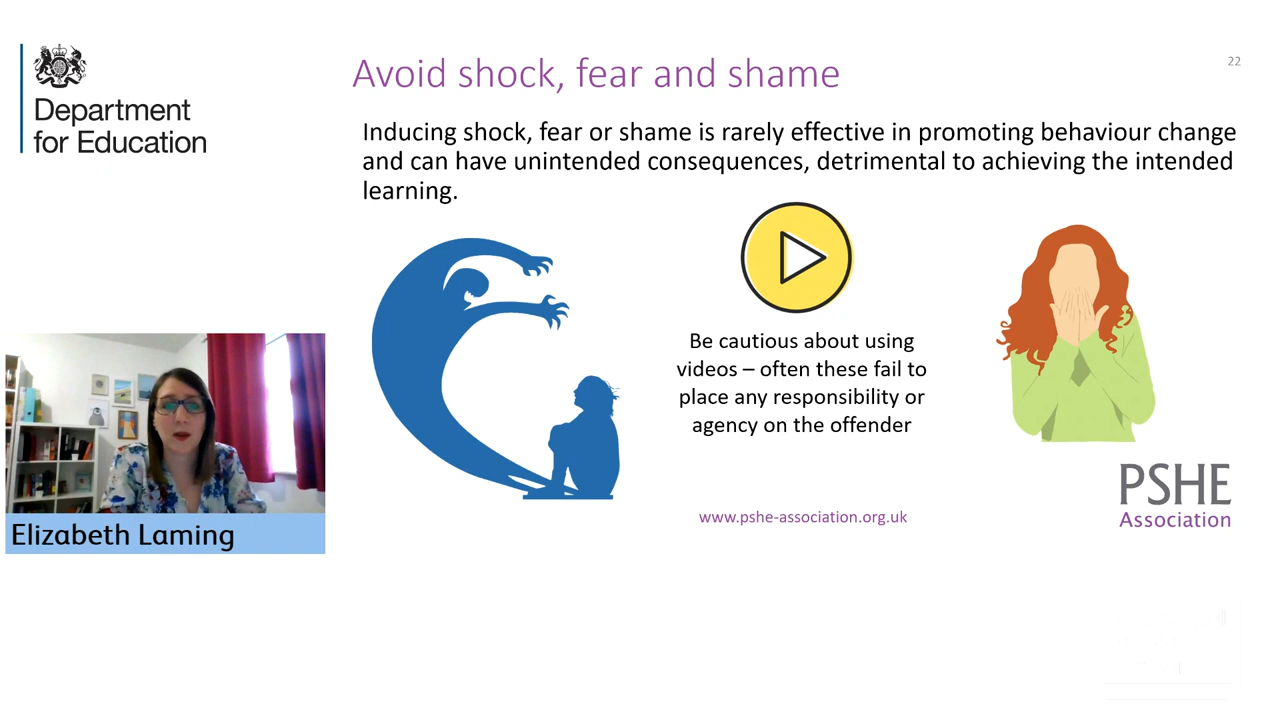 Department
for Education
Avoid shock, fear and shame
22
Inducing shock, fear or shame is rarely effective in promoting behaviour change
and can have unintended consequences, detrimental to achieving the intended
learning.
Be cautious about using
videos – often these fail to
place any responsibility or
agency on the offender
www.pshe-association.org.uk
PSHE
Association
Elizabeth Laming